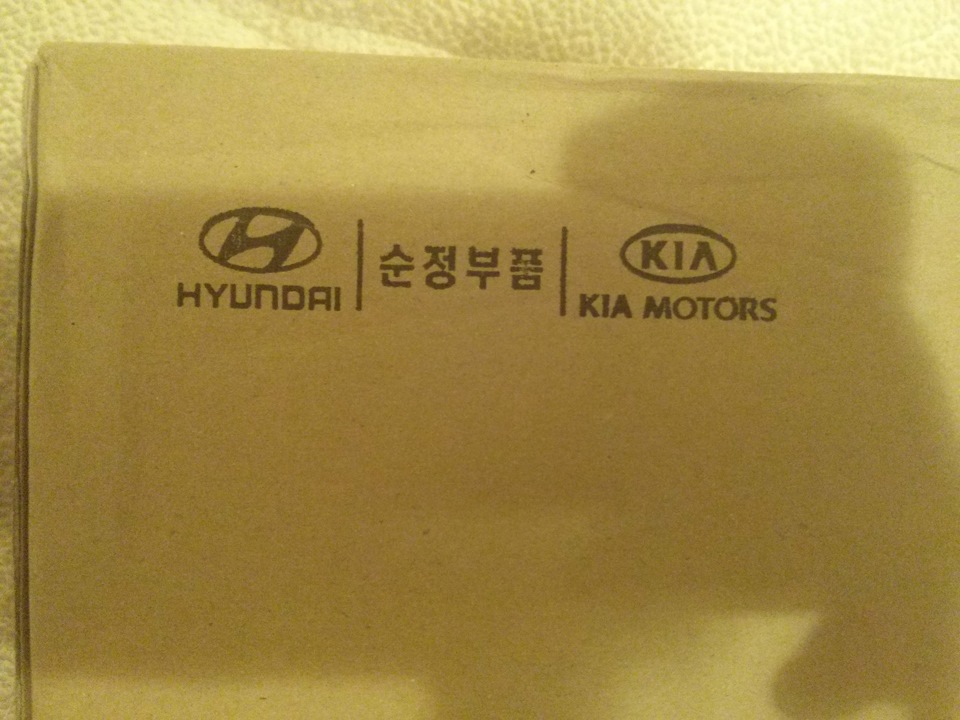 HYUNDAI
순정부품
KIA
KIA MOTORS